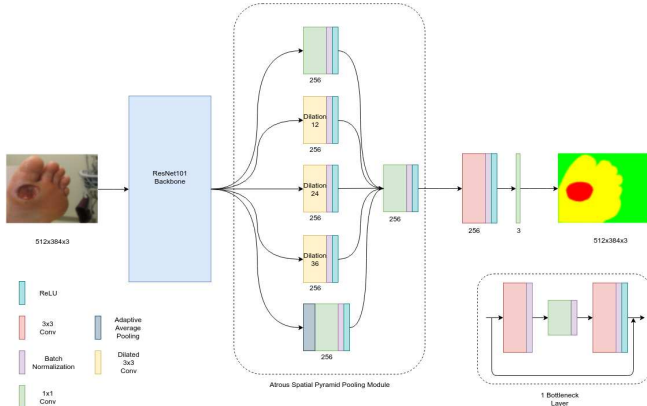 256
Dilation
12
256
ResNet101
Backbone
Dilation
24
256
256
256
3
512x384x3
512x384x3
Dilation
36
256
ReLU
3x3
Conv
Adaptive
Average
Pooling
256
Batch
Normalization
Dilated
3x3
Conv
1x1
Conv
Atrous Spatial Pyramid Pooling Module
1 Bottleneck
Layer